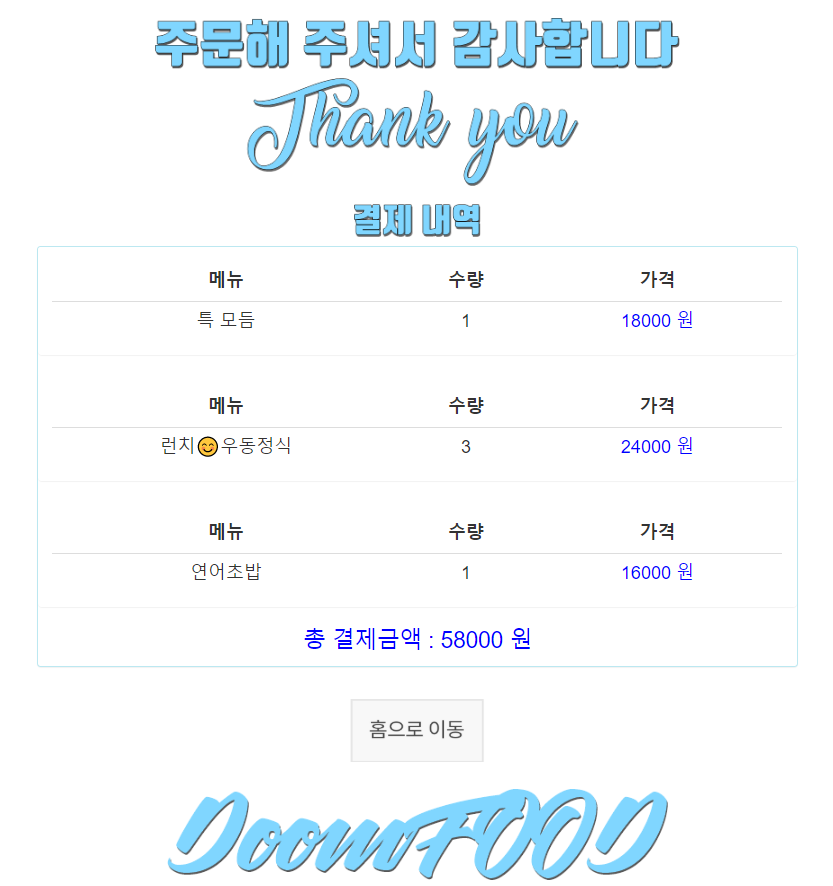 주문해 주셔서 감사합니다
Thank you
결제 내역
메뉴 수량 가격
특 모듬 1 18000 원
메뉴 수량 가격
런치😊우동정식 3 24000 원
메뉴 수량 가격
연어초밥 1 16000 원
총 결제금액 : 58000 원
홈으로 이동
DoomFOOD